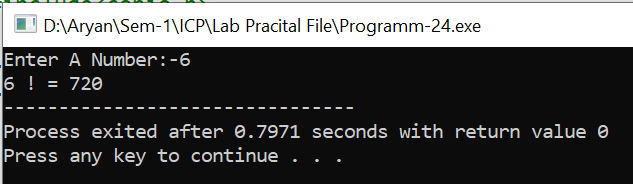 D:\Aryan\Sem-1\ICP\Lab Pracital File\Programm-24.exe
Enter A Number:-6
6 ! = 720
--------------------------------
Process exited after 0.7971 seconds with return value 0
Press any key to continue . . .